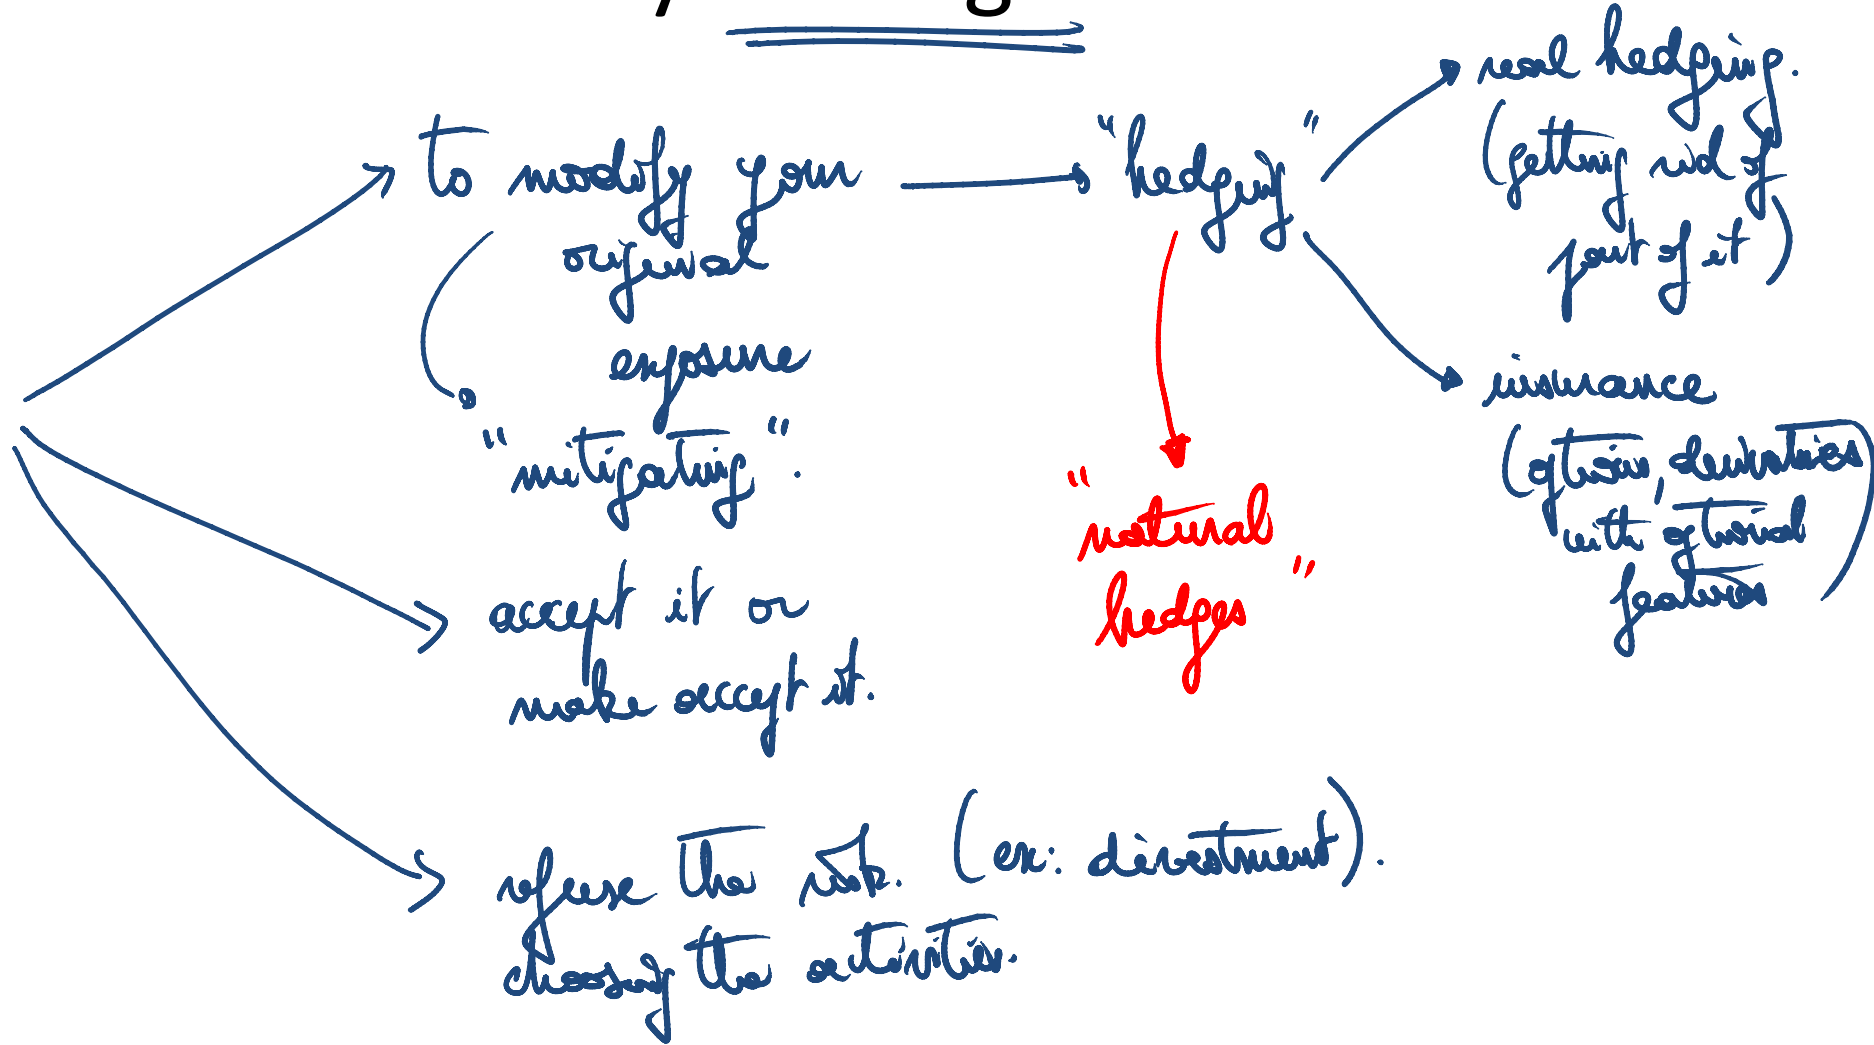 to modify your
original
exposure
"mitigating".
"hedging"
real hedging.
(getting rid of
part of it)
insurance
(options, derivatives
with optional
features)
"natural
hedges"
accept it or
make accept it.
refuse the risk. (ex: divestment).
choosing the activities.